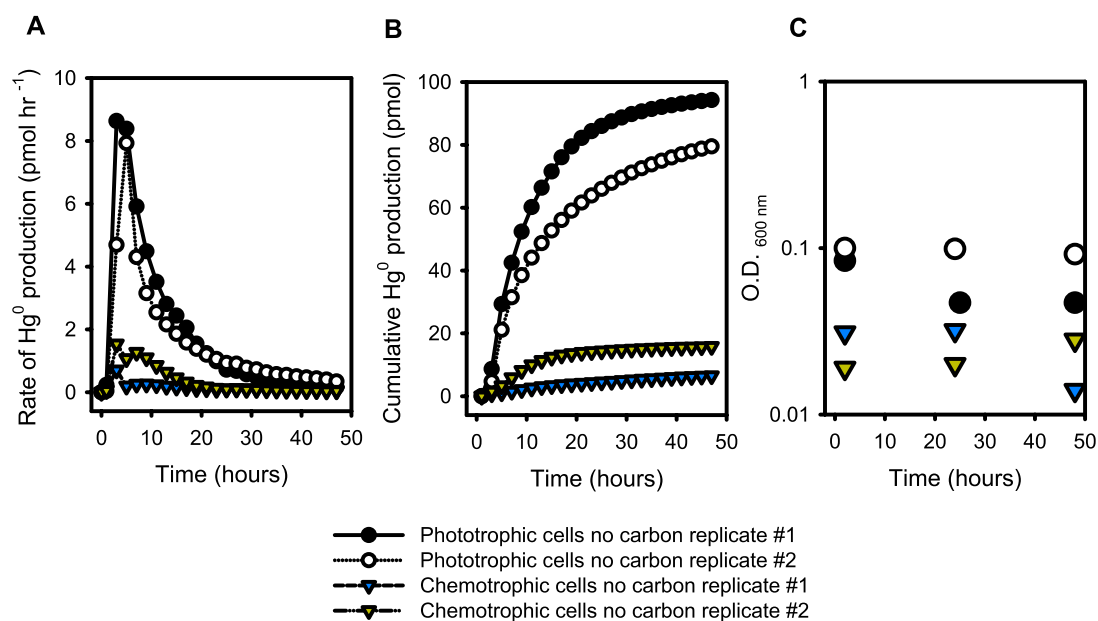 A
B
C
Rate of Hg⁰ production (pmol hr ⁻¹)
10
8
6
4
2
0
0 10 20 30 40 50
Time (hours)
Cumulative Hg⁰ production (pmol)
100
80
60
40
20
0
0 10 20 30 40 50
Time (hours)
O.D. 600 nm
1
0.1
0.01
0 10 20 30 40 50
Time (hours)
Phototrophic cells no carbon replicate #1
Phototrophic cells no carbon replicate #2
Chemotrophic cells no carbon replicate #1
Chemotrophic cells no carbon replicate #2